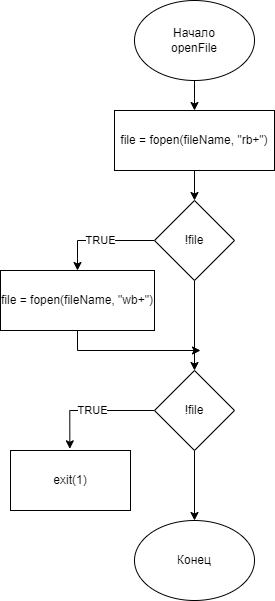 Начало
openFile
file = fopen(fileName, "rb+")
!file
TRUE
file = fopen(fileName, "wb+")
!file
TRUE
exit(1)
Конец